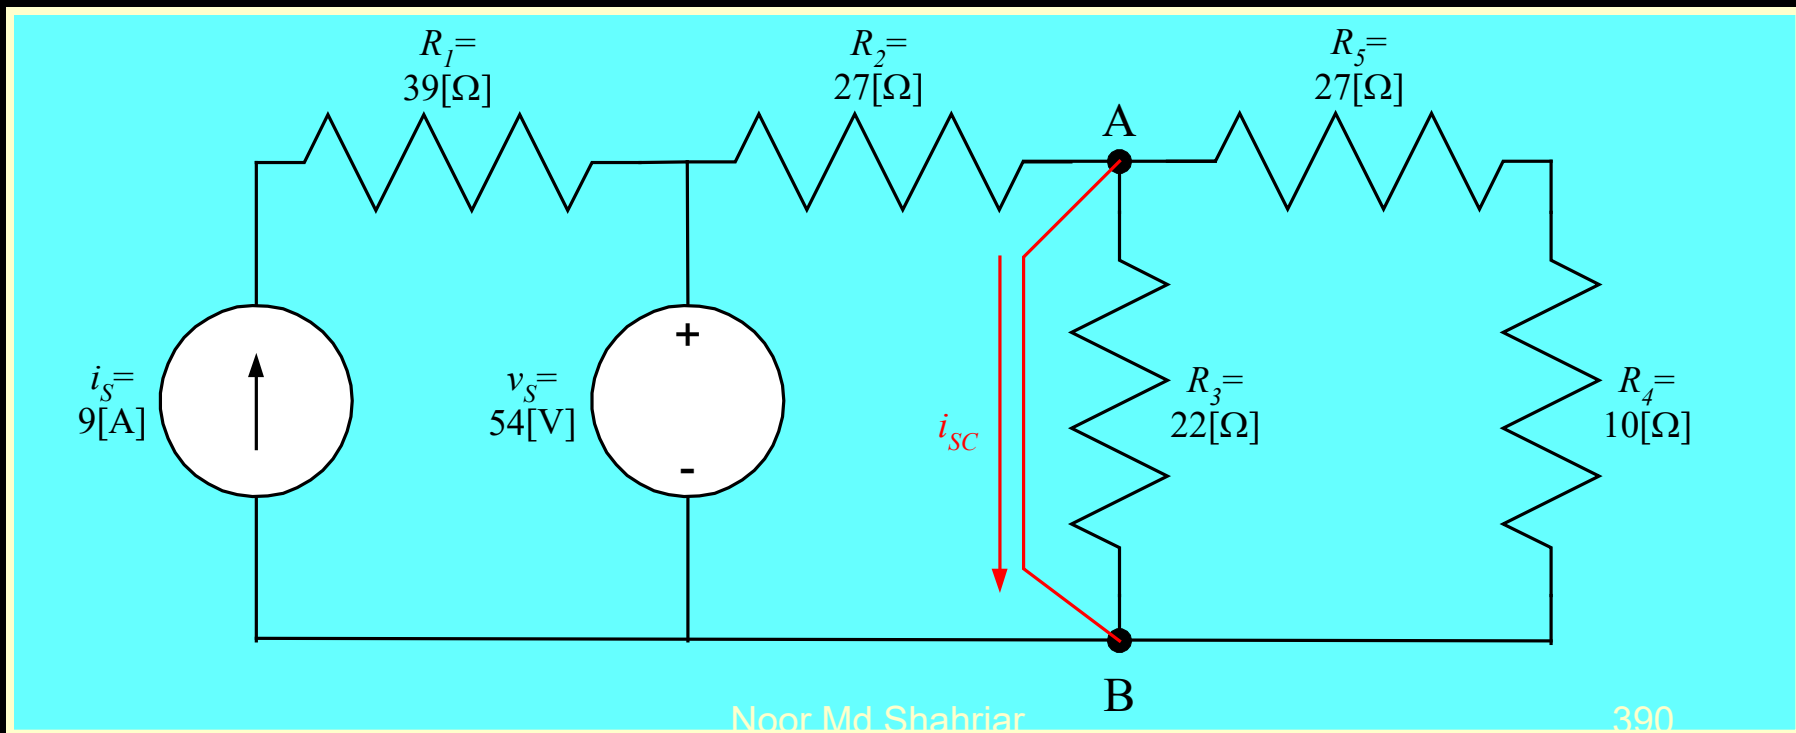 R1=
39[Ω]
R2=
27[Ω]
R5=
27[Ω]
A
+
iS=
9[A]
vS=
54[V]
iSC
R3=
22[Ω]
R4=
10[Ω]
-
B
Noor Md Shahriar
390